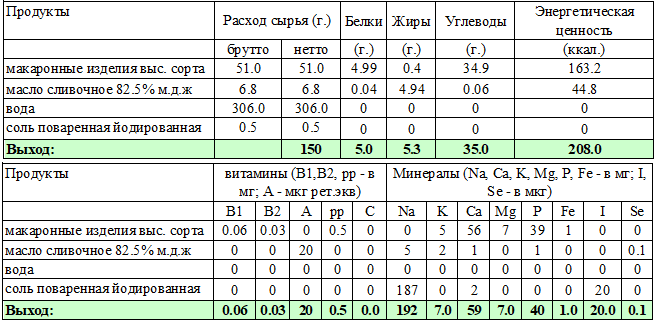 Продукты Расход сырья (г.) Белки Жиры Углеводы Энергетическая ценность
брутто нетто (г.) (г.) (г.) (ккал.)
макаронные изделия выс. сорта 51.0 51.0 4.99 0.4 34.9 163.2
масло сливочное 82.5% м.д.ж 6.8 6.8 0.04 4.94 0.06 44.8
вода 306.0 306.0 0 0 0 0
соль поваренная йодированная 0.5 0.5 0 0 0 0
Выход: 150 5.0 5.3 35.0 208.0
Продукты витамины (B1,B2, pp - в мг; A - мкг рет.экв) Минералы (Na, Ca, K, Mg, P, Fe - в мг; I, Se - в мкг)
B1 B2 A pp C Na K Ca Mg P Fe I Se
макаронные изделия выс. сорта 0.06 0.03 0 0.5 0 0 5 56 7 39 1 0 0
масло сливочное 82.5% м.д.ж 0 0 20 0 0 5 2 1 0 1 0 0 0.1
вода 0 0 0 0 0 0 0 0 0 0 0 0 0
соль поваренная йодированная 0 0 0 0 0 187 0 2 0 0 0 20 0
Выход: 0.06 0.03 20 0.5 0.0 192 7.0 59 7.0 40 1.0 20.0 0.1